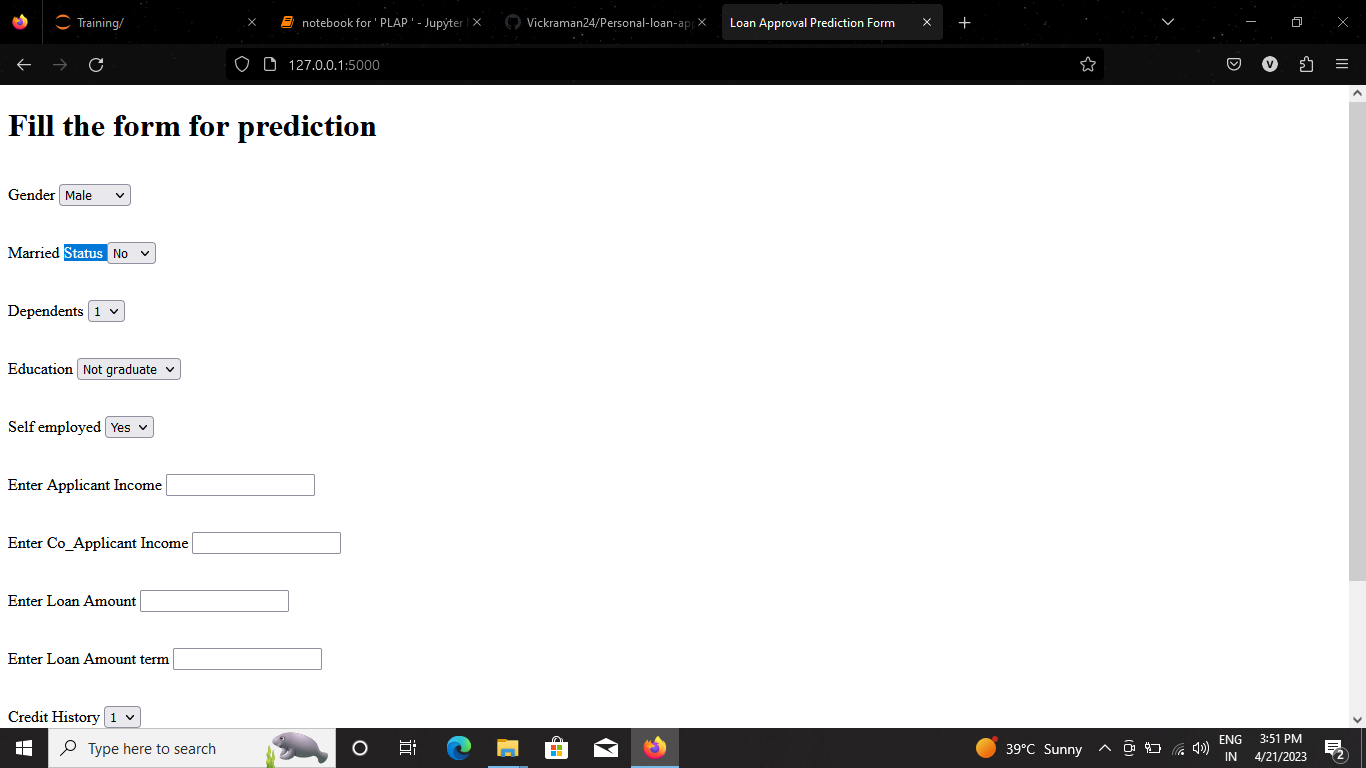 Training/
notebook for ' PLAP ' - Jupyter
Vickraman24/Personal-loan-app
Loan Approval Prediction Form
127.0.0.1:5000
V
Fill the form for prediction
Gender Male
Married Status No
Dependents 1
Education Not graduate
Self employed Yes
Enter Applicant Income
Enter Co_Applicant Income
Enter Loan Amount
Enter Loan Amount term
Credit History 1
Type here to search
39°C Sunny
ENG
IN
3:51 PM
4/21/2023
2